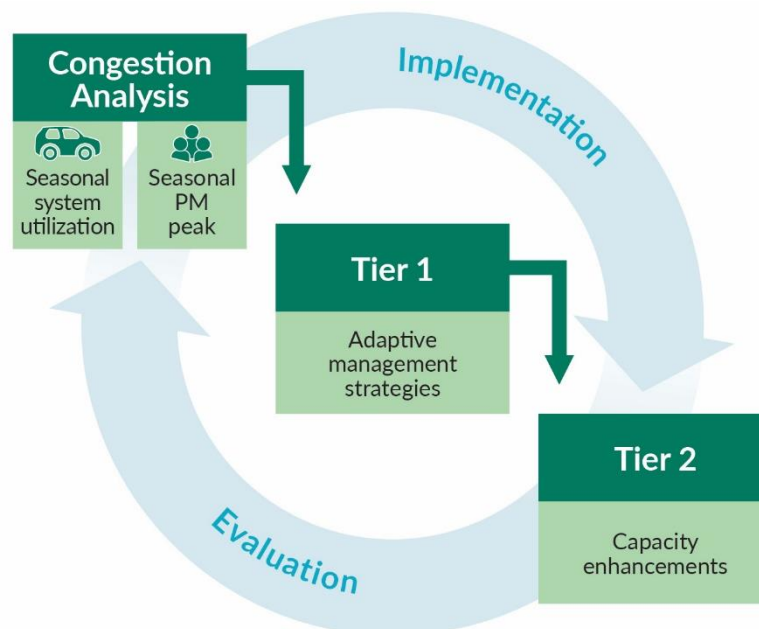 Congestion
Analysis
Seasonal
system
utilization
Seasonal
PM
peak
Implementation
Tier 1
Adaptive
management
strategies
Tier 2
Capacity
enhancements
Evaluation